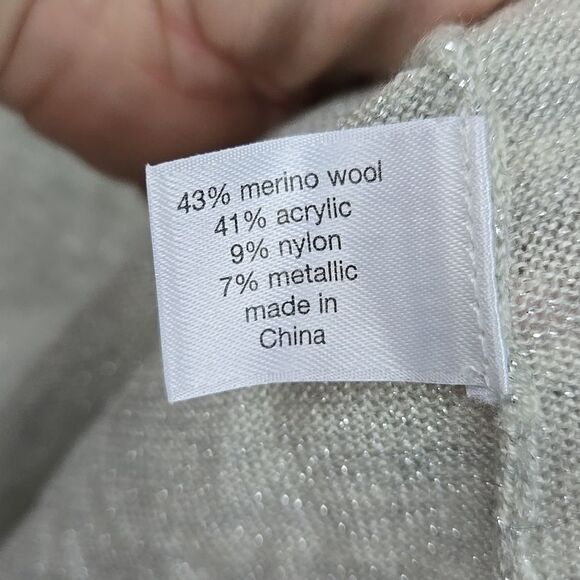 43% merino wool
41% acrylic
9% nylon
7% metallic
made in
China